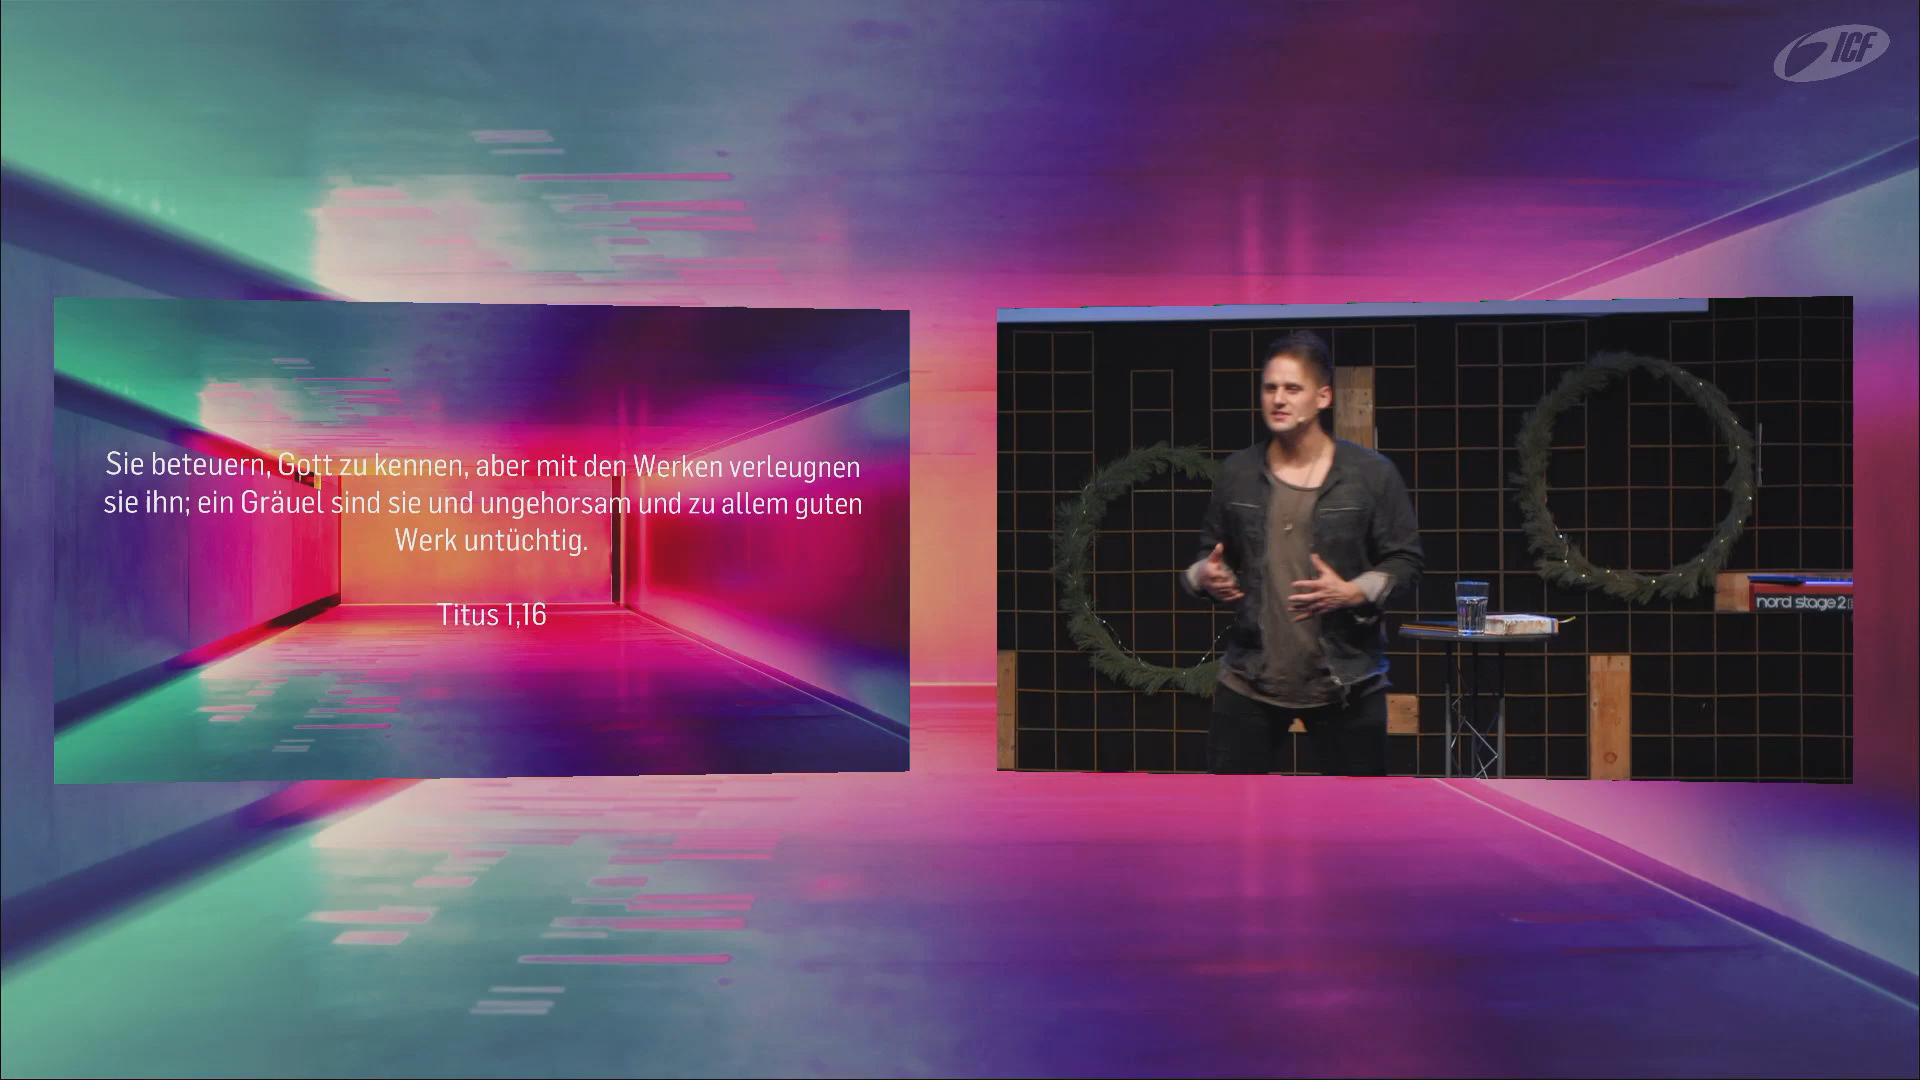 ICF
Sie beteuern, Gott zu kennen, aber mit den Werken verleugnen
sie ihn; ein Gräuel sind sie und ungehorsam und zu allem guten
Werk untüchtig.
Titus 1,16
nord stage 2